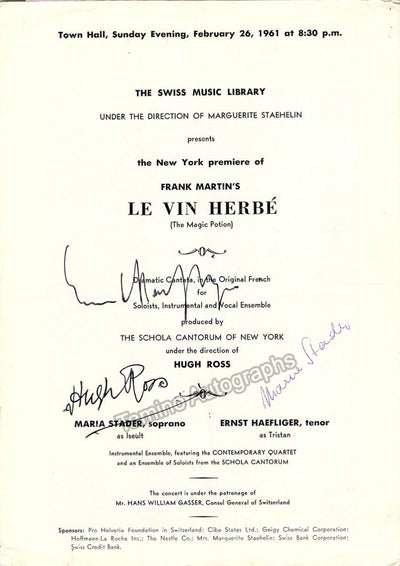 Town Hall, Sunday Evening, February 26, 1961 at 8:30 p.m.
THE SWISS MUSIC LIBRARY
UNDER THE DIRECTION OF MARGUERITE STAEHELIN
presents
the New York premiere of
FRANK MARTIN'S
LE VIN HERBÉ
(The Magic Potion)
Dramatic Cantata, in the Original French
for
Soloists, Instrumental and Vocal Ensemble
produced by
THE SCHOLA CANTORUM OF NEW YORK
under the direction of
HUGH ROSS
Hugh Ross
Maria Stader
Tamino Autographs
MARIA STADER, soprano
as Iseult
ERNST HAEFLIGER, tenor
as Tristan
Instrumental Ensemble, featuring the CONTEMPORARY QUARTET
and an Ensemble of Soloists from the SCHOLA CANTORUM
The concert is under the patronage of
Mr. HANS WILLIAM GASSER, Consul General of Switzerland
Sponsors: Pro Helvetia Foundation in Switzerland; Ciba States Ltd.; Geigy Chemical Corporation;
Hoffmann-La Roche Inc.; The Nestle Co.; Mrs. Marguerite Staehelin; Swiss Bank Corporation;
Swiss Credit Bank.